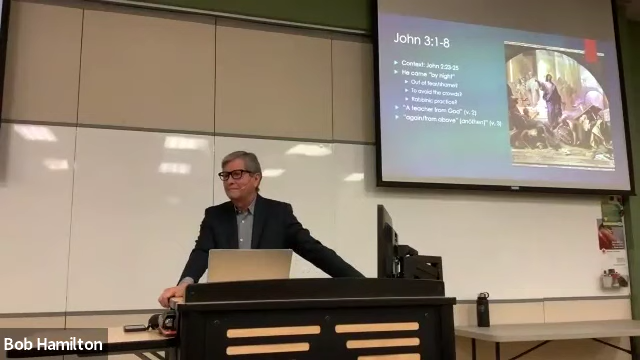 John 3:1-8
Context: John 2:23-25
He came "by night"
Out of fear/shame?
To avoid the crowds?
Rabbinic practice?
"A teacher from God" (v. 2)
"again/from above" [anōthen]" (v. 3)
Bob Hamilton